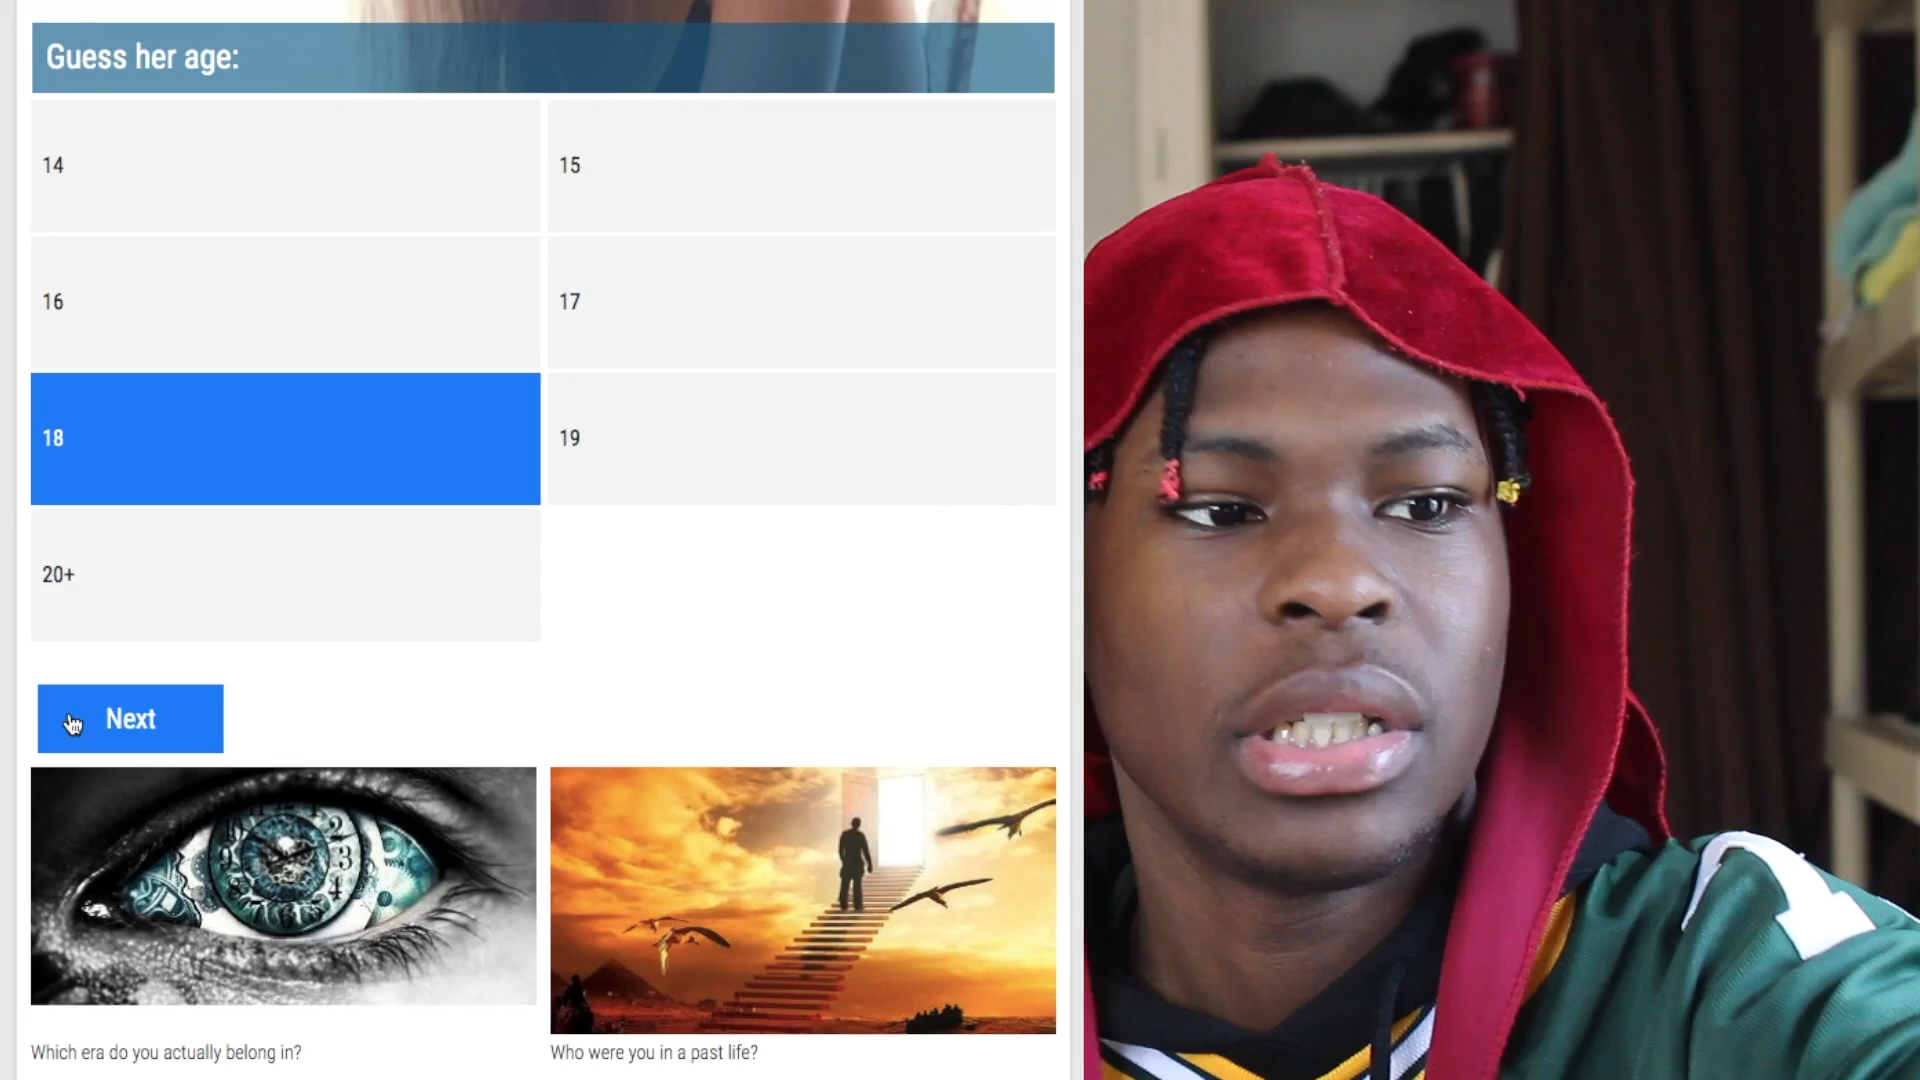 Guess her age:
14
15
16
17
18
19
20+
Next
Which era do you actually belong in?
Who were you in a past life?